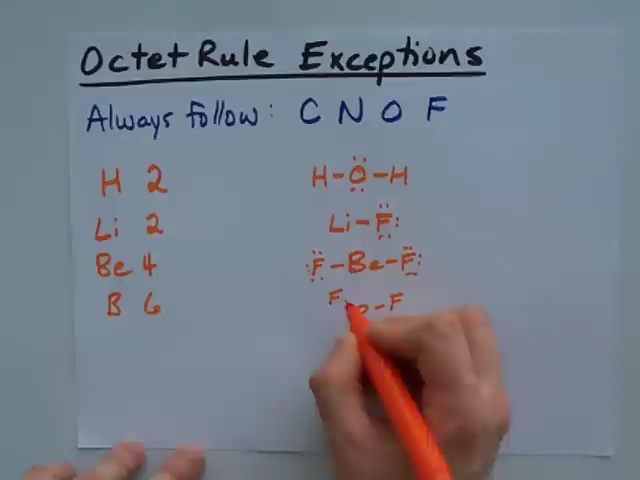 Octet Rule Exceptions
Always Follow: C N O F
H 2 H-O-H
Li 2 Li-F
Be 4 F-Be-F
B 6 F -F